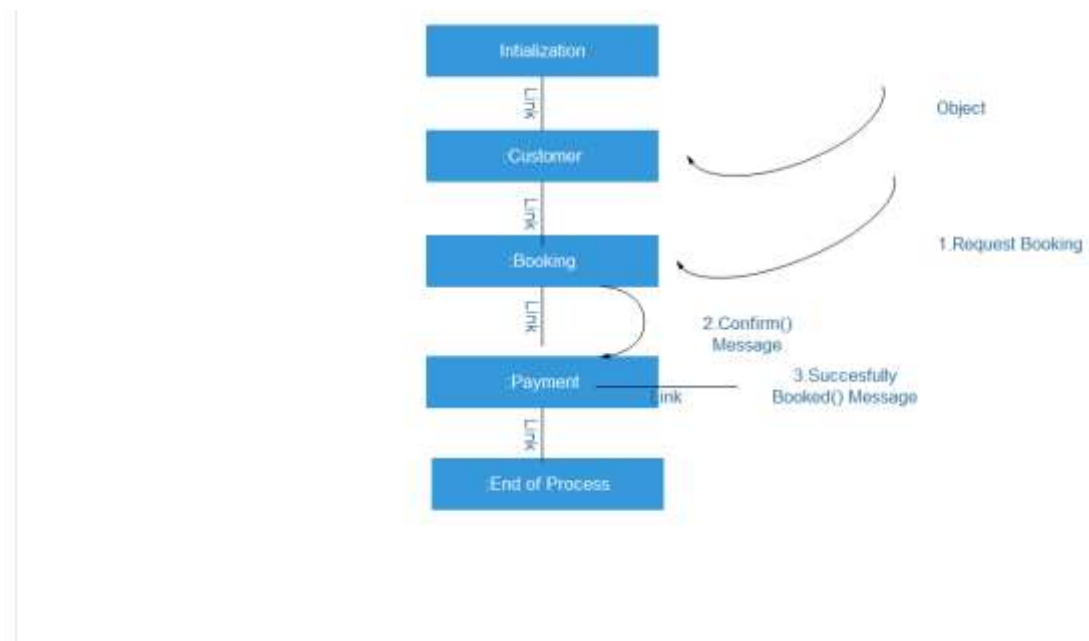 Intialization
Link
Object
:Customer
Link
1.Request Booking
:Booking
Link
2.Confirm()
Message
:Payment
Link
3.Succesfully
Booked() Message
Link
:End of Process